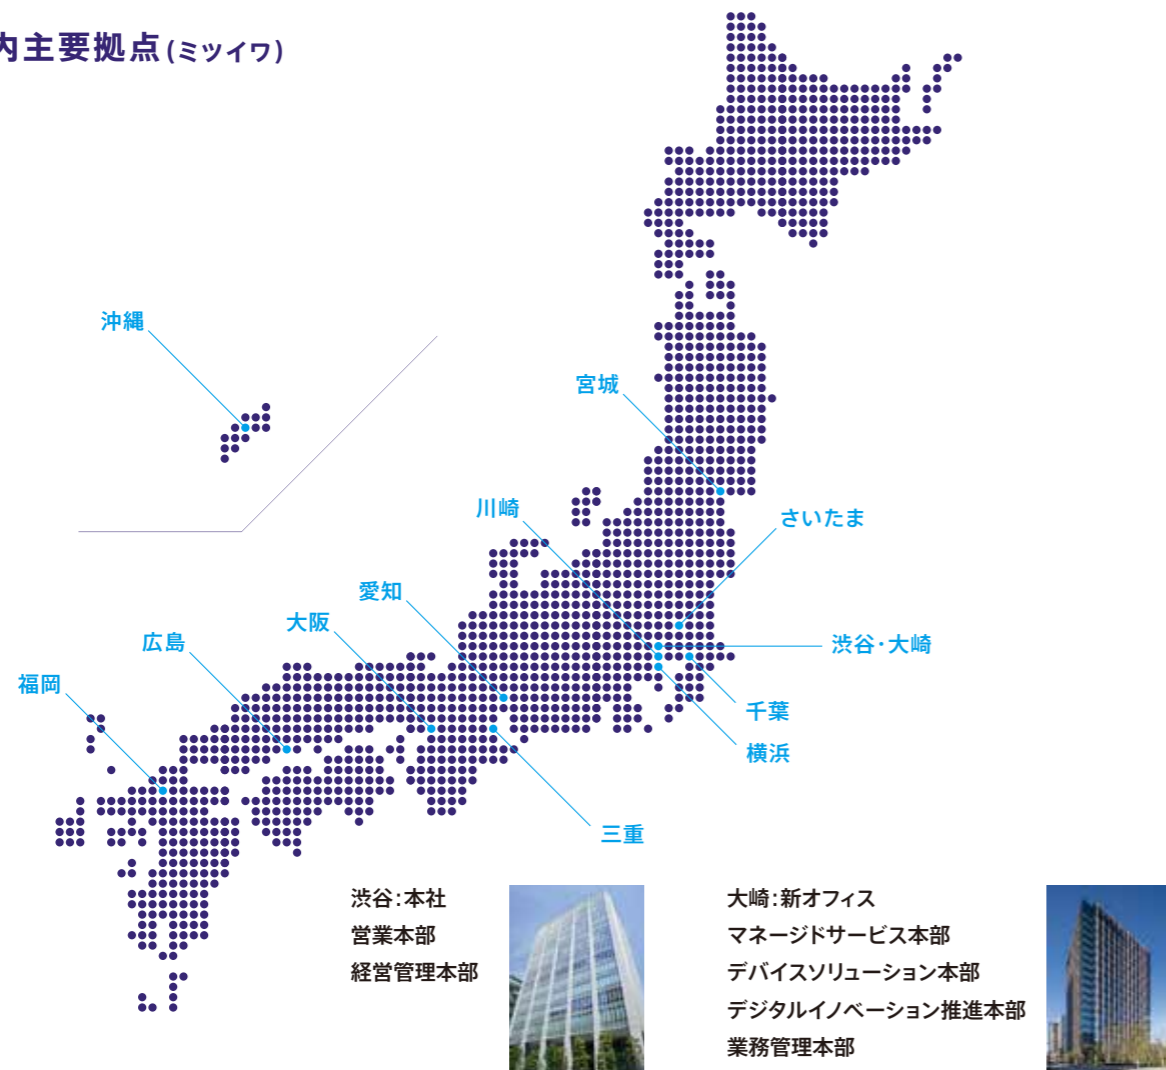 内主要拠点(ミツイワ)
沖縄
宮城
川崎
さいたま
愛知
大阪
広島
渋谷・大崎
福岡
千葉
横浜
三重
渋谷:本社
営業本部
経営管理本部
大崎:新オフィス
マネージドサービス本部
デバイスソリューション本部
デジタルイノベーション推進本部
業務管理本部